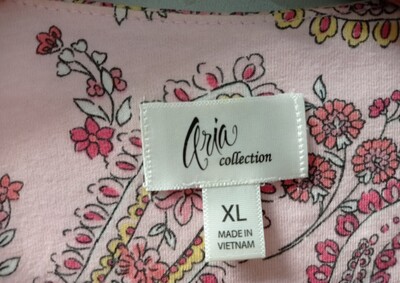 Aria
collection
XL
MADE IN
VIETNAM